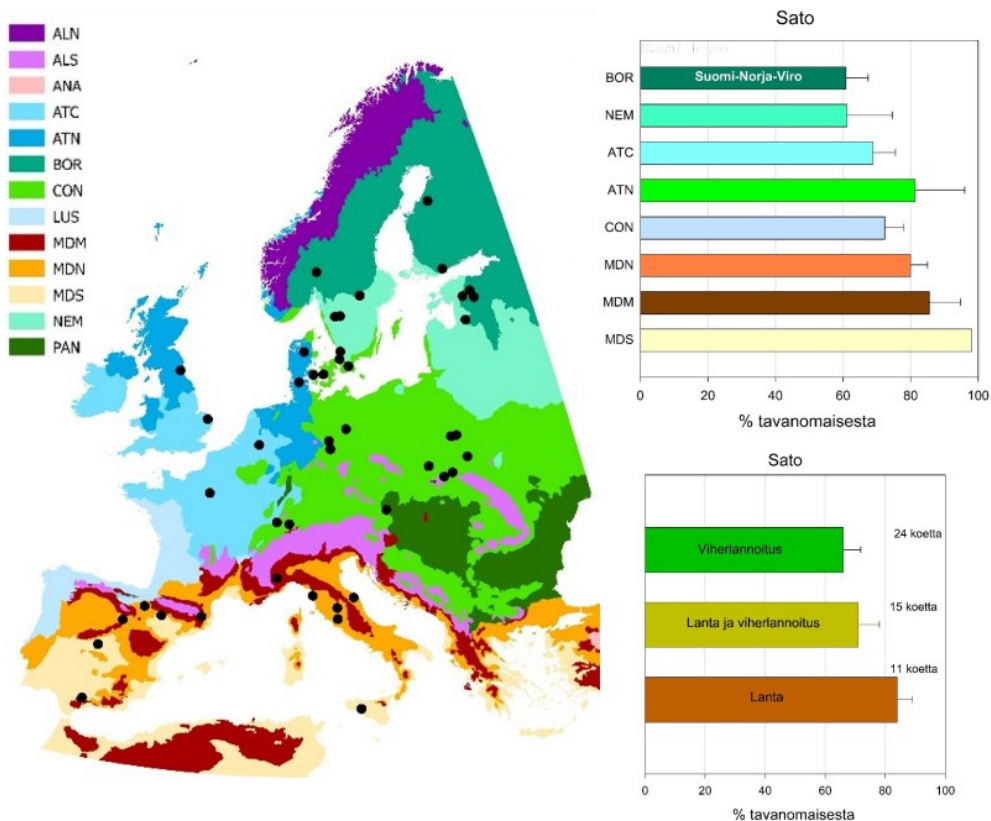 ALN
ALS
ANA
ATC
ATN
BOR
CON
LUS
MDM
MDN
MDS
NEM
PAN
Sato
BOR
Suomi-Norja-Viro
NEM
ATC
ATN
CON
MDN
MDM
MDS
0 20 40 60 80 100
% tavanomaisesta
Sato
24 koetta
Viherlannoitus
15 koetta
Lanta ja viherlannoitus
11 koetta
Lanta
0 20 40 60 80 100
% tavanomaisesta